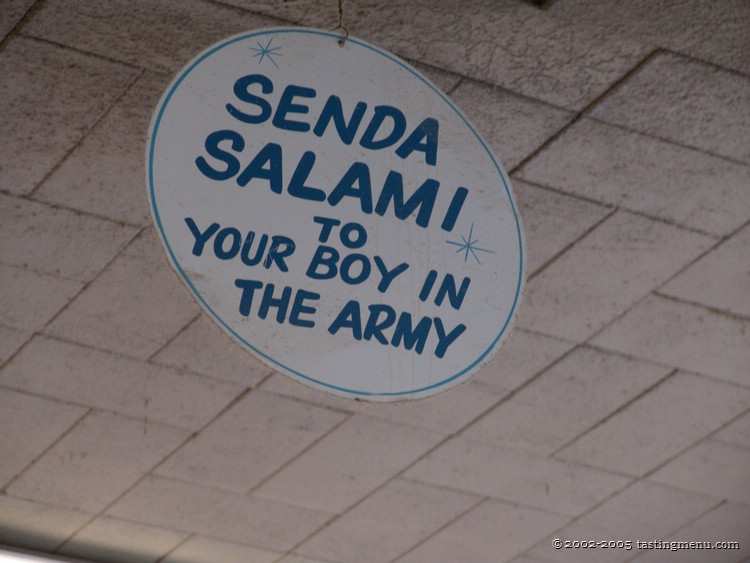 SENDA
SALAMI
TO
YOUR BOY IN
THE ARMY
©2002-2005 tastingmenu.com